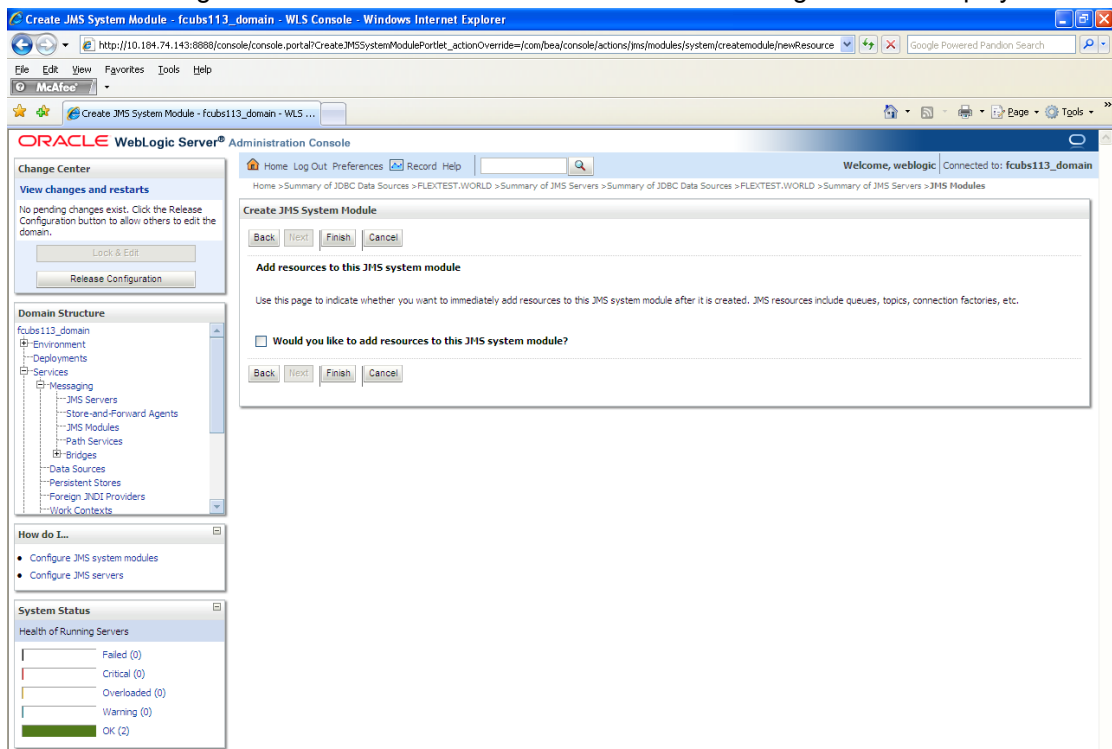 Create JMS System Module - fcubs113_domain - WLS Console - Windows Internet Explorer
http://10.184.74.143:8888/console/console.portal?CreateJMSSystemModulePortlet_actionOverride=/com/bea/console/actions/jms/modules/system/createmodule/newResource
Google Powered Pandion Search
File Edit View Favorites Tools Help
McAfee
Create JMS System Module - fcubs113_domain - WLS ...
Page Tools »
ORACLE WebLogic Server® Administration Console
Change Center
View changes and restarts
No pending changes exist. Click the Release
Configuration button to allow others to edit the
domain.
Lock & Edit
Release Configuration
Domain Structure
fcubs113_domain
Environment
Deployments
Services
Messaging
JMS Servers
Store-and-Forward Agents
JMS Modules
Path Services
Bridges
Data Sources
Persistent Stores
Foreign JNDI Providers
Work Contexts
How do I...
Configure JMS system modules
Configure JMS servers
System Status
Health of Running Servers
Failed (0)
Critical (0)
Overloaded (0)
Warning (0)
OK (2)
Home Log Out Preferences Record Help
Welcome, weblogic Connected to: fcubs113_domain
Home >Summary of JDBC Data Sources >FLEXTEST.WORLD >Summary of JMS Servers >Summary of JDBC Data Sources >FLEXTEST.WORLD >Summary of JMS Servers >JMS Modules
Create JMS System Module
Back Next Finish Cancel
Add resources to this JMS system module
Use this page to indicate whether you want to immediately add resources to this JMS system module after it is created. JMS resources include queues, topics, connection factories, etc.
Would you like to add resources to this JMS system module?
Back Next Finish Cancel